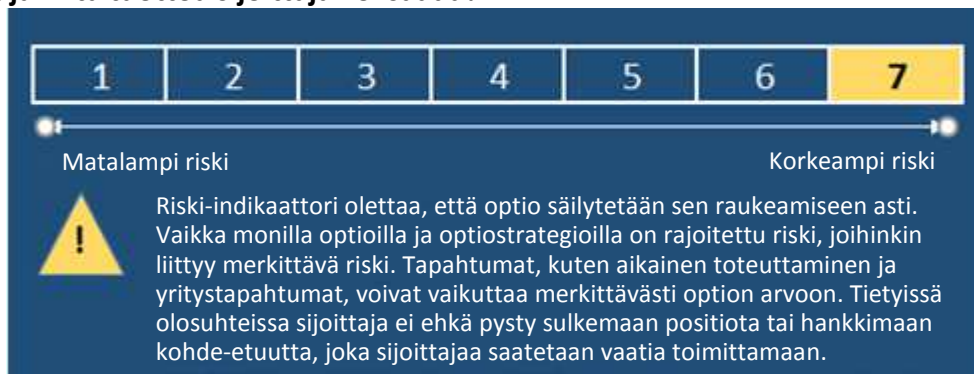 1 2 3 4 5 6 7
Matalampi riski Korkeampi riski
!
Riski-indikaattori olettaa, että optio säilytetään sen raukeamiseen asti.
Vaikka monilla optioilla ja optiostrategioilla on rajoitettu riski, joihinkin
liittyy merkittävä riski. Tapahtumat, kuten aikainen toteuttaminen ja
yritystapahtumat, voivat vaikuttaa merkittävästi option arvoon. Tietyissä
olosuhteissa sijoittaja ei ehkä pysty sulkemaan positiota tai hankkimaan
kohde-etuutta, joka sijoittajaa saatetaan vaatia toimittamaan.